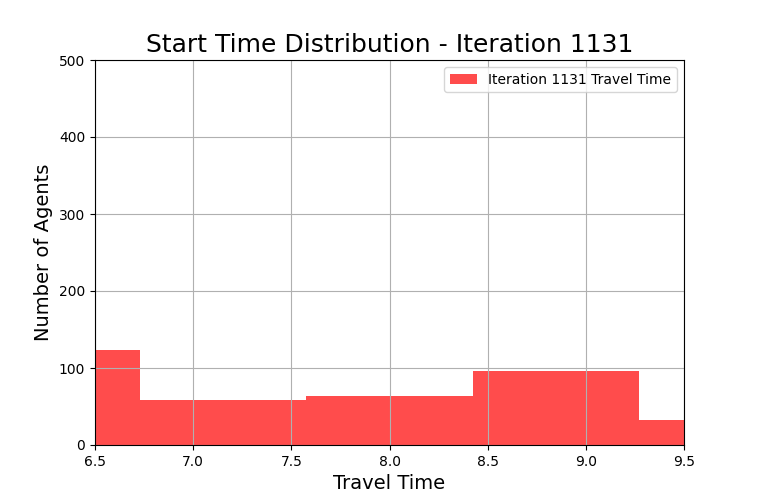 Start Time Distribution - Iteration 1131
Iteration 1131 Travel Time
Number of Agents
500
400
300
200
100
0
6.5 7.0 7.5 8.0 8.5 9.0 9.5
Travel Time